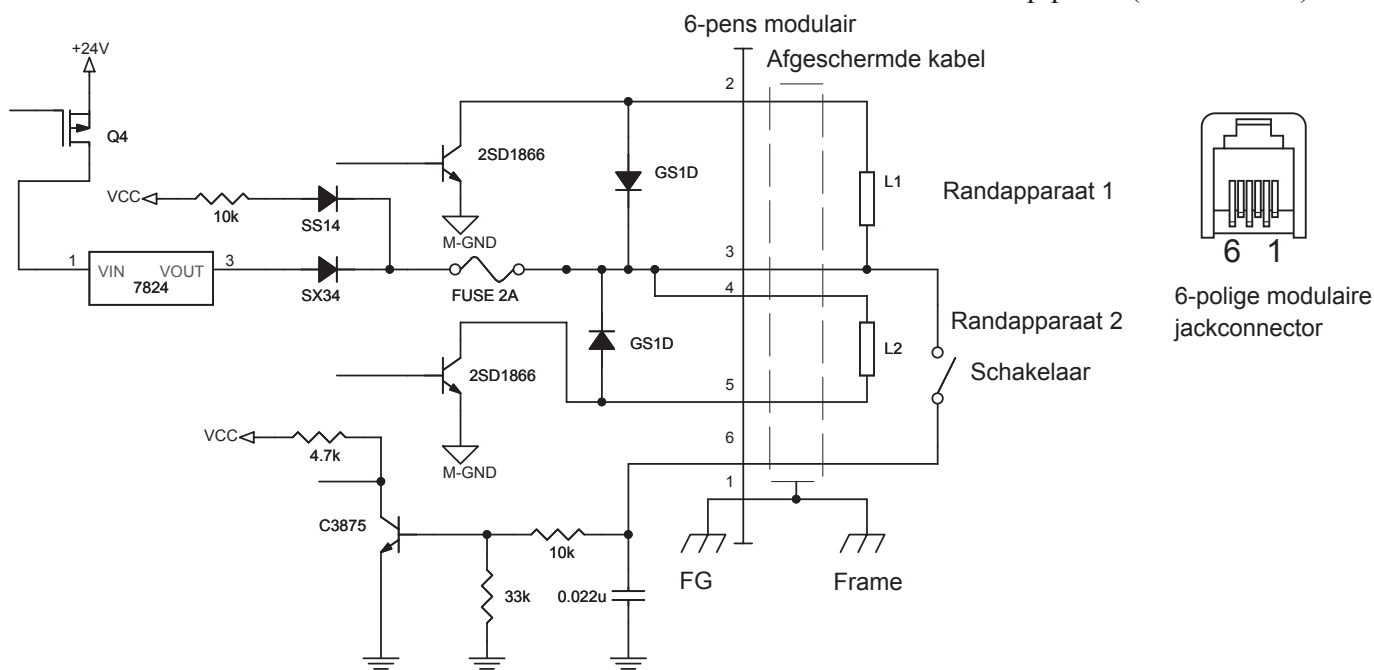 6-pens modulair
Afgeschermde kabel
+24V
Q4
2
2SD1866
GS1D
L1
Randapparaat 1
VCC
10k
SS14
M-GND
6 1
1
VIN VOUT
3
7824
SX34
FUSE 2A
3
4
6-polige modulaire
jackconnector
Randapparaat 2
GS1D
L2
2SD1866
Schakelaar
5
VCC
4.7k
M-GND
6
1
C3875
10k
33k
0.022u
FG
Frame